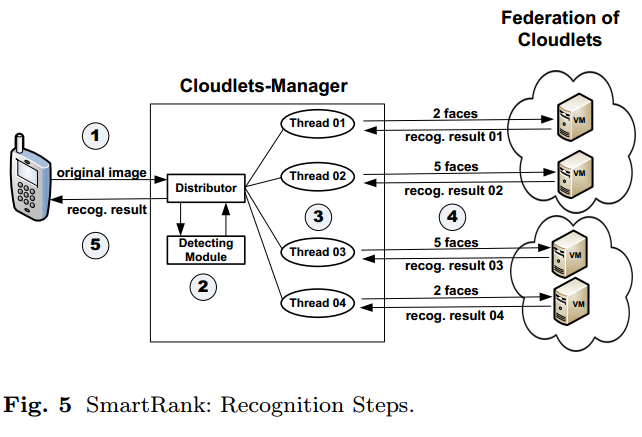 Federation of
Cloudlets
Cloudlets-Manager
1
original image
recog. result
5
Distributor
Detecting
Module
2
Thread 01
Thread 02
3
Thread 03
Thread 04
2 faces
recog. result 01
5 faces
recog. result 02
4
5 faces
recog. result 03
2 faces
recog. result 04
VM
VM
VM
VM
Fig. 5 SmartRank: Recognition Steps.